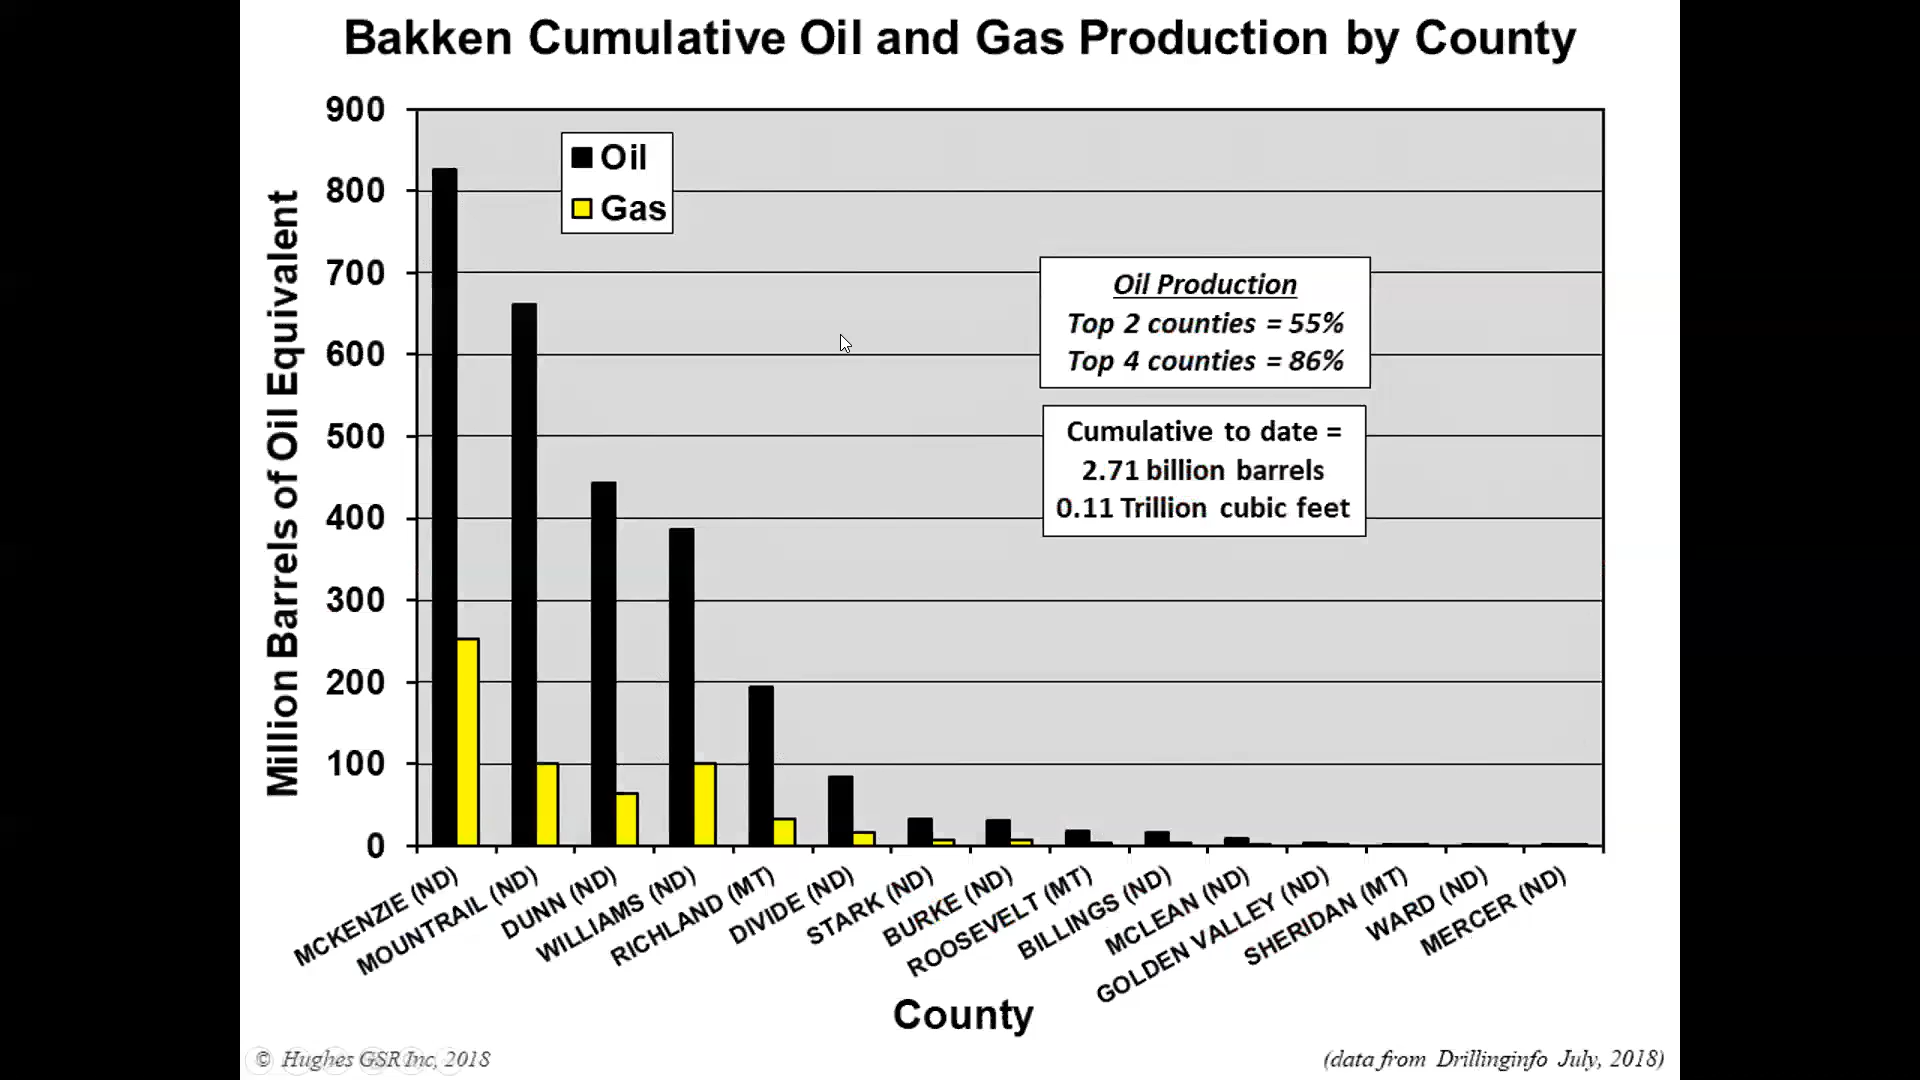 Bakken Cumulative Oil and Gas Production by County
Million Barrels of Oil Equivalent
900
800
700
600
500
400
300
200
100
0
Oil
Gas
Oil Production
Top 2 counties = 55%
Top 4 counties = 86%
Cumulative to date =
2.71 billion barrels
0.11 Trillion cubic feet
MCKENZIE (ND)
MOUNTRAIL (ND)
DUNN (ND)
WILLIAMS (ND)
RICHLAND (MT)
DIVIDE (ND)
STARK (ND)
BURKE (ND)
ROOSEVELT (MT)
BILLINGS (ND)
MCLEAN (ND)
GOLDEN VALLEY (ND)
SHERIDAN (MT)
WARD (ND)
MERCER (ND)
County
© Hughes GSR Inc, 2018
(data from Drillinginfo July, 2018)